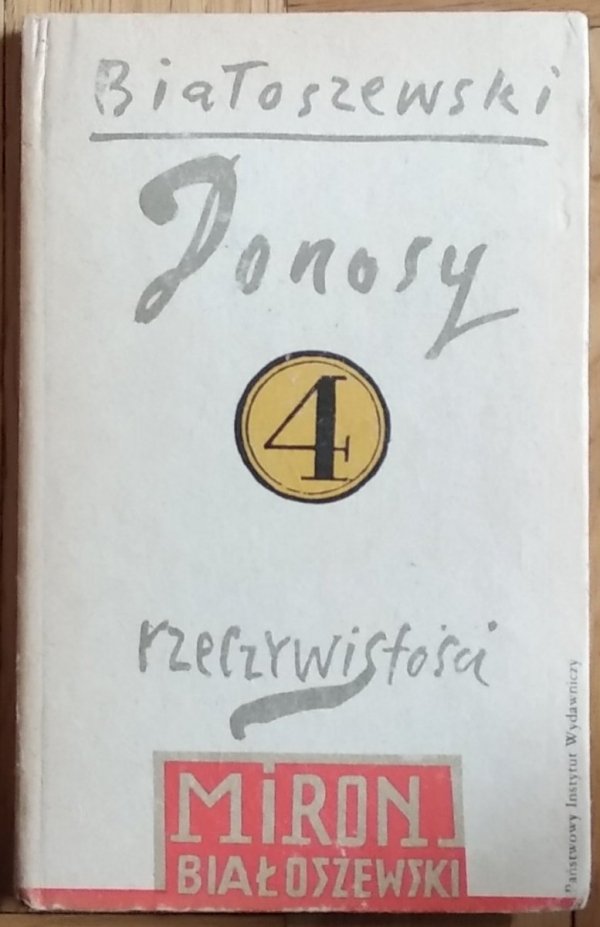 Białoszewski
Donosy
4
rzeczywistości
MiRON
BIAŁOSZEWSKI
Państwowy Instytut Wydawniczy